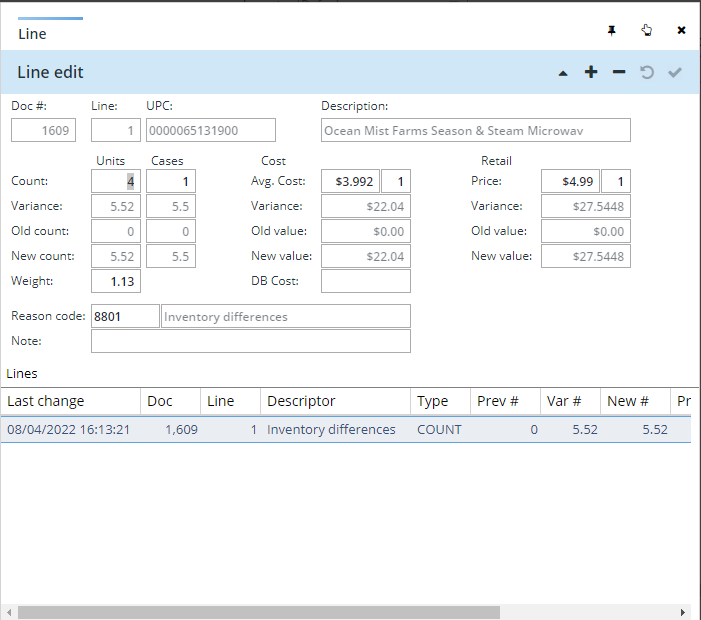 Line
Line edit
Doc #: Line: UPC: Description:
1609 1 0000065131900 Ocean Mist Farms Season & Steam Microwav
Units Cases Cost Retail
Count: 4 1 Avg. Cost: $3.992 1 Price: $4.99 1
Variance: 5.52 5.5 Variance: $22.04 Variance: $27.5448
Old count: 0 0 Old value: $0.00 Old value: $0.00
New count: 5.52 5.5 New value: $22.04 New value: $27.5448
Weight: 1.13 DB Cost:
Reason code: 8801 Inventory differences
Note:
Lines
Last change Doc Line Descriptor Type Prev # Var # New # Pr
08/04/2022 16:13:21 1,609 1 Inventory differences COUNT 0 5.52 5.52